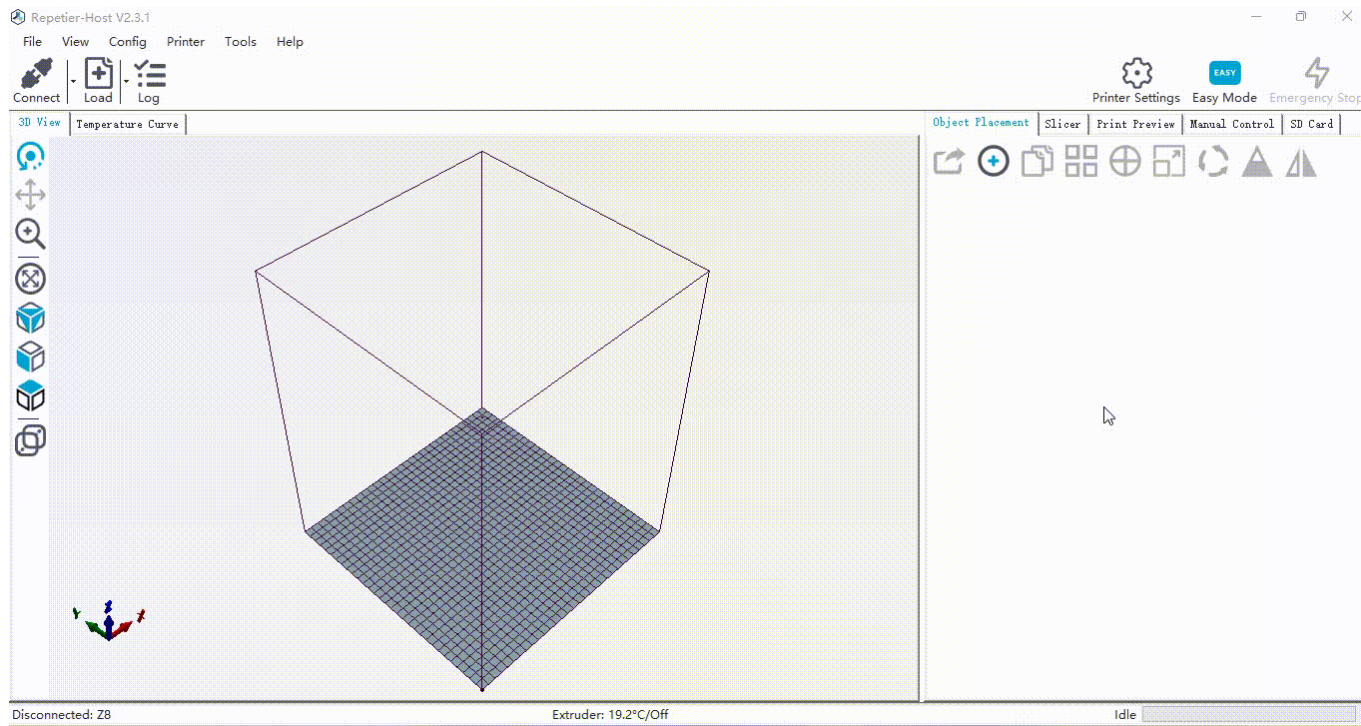 Repetier-Host V2.3.1
File View Config Printer Tools Help
EASY
Connect Load Log Printer Settings Easy Mode Emergency Stop
3D View Temperature Curve Object Placement Slicer Print Preview Manual Control SD Card
Z
Y X
Disconnected: Z8 Extruder: 19.2°C/Off Idle